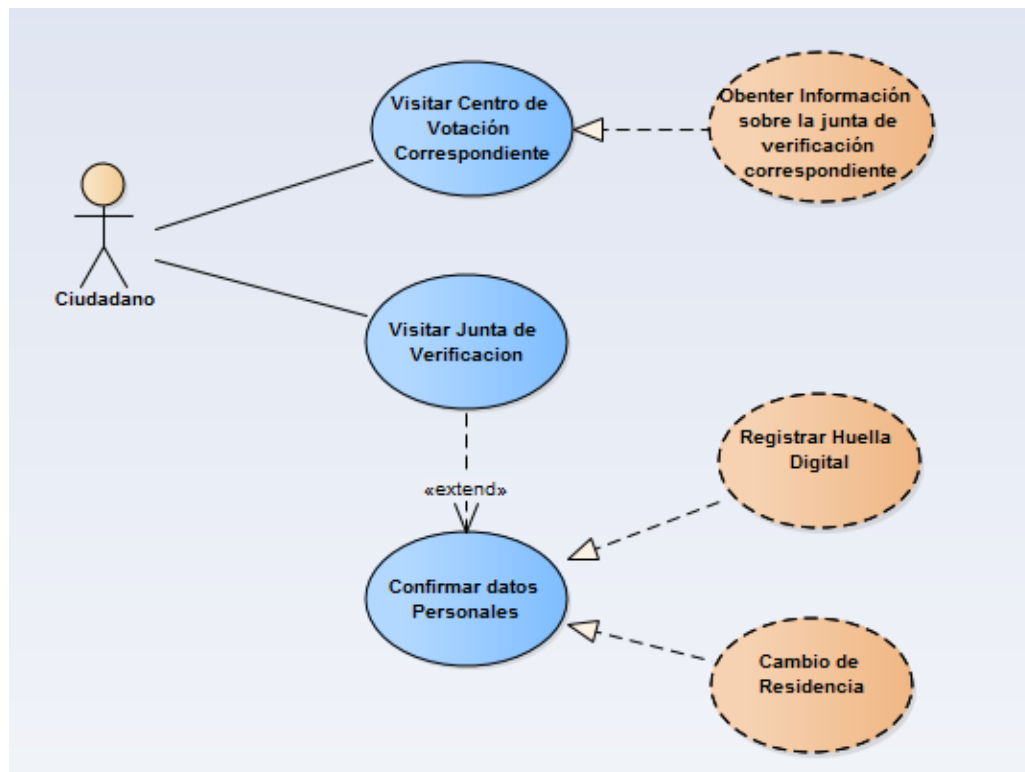 Visitar Centro de
Votación
Correspondiente
Obenter Información
sobre la junta de
verificación
correspondiente
Ciudadano
Visitar Junta de
Verificacion
Registrar Huella
Digital
«extend»
Confirmar datos
Personales
Cambio de
Residencia